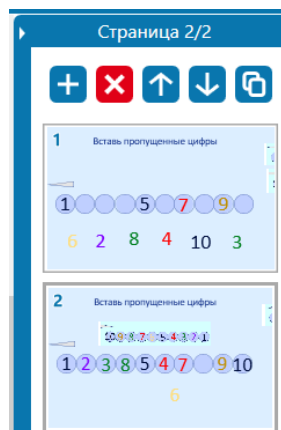 Страница 2/2
1
Вставь пропущенные цифры
1 5 7 9
6 2 8 4 10 3
2
Вставь пропущенные цифры
1 2 3 8 5 4 7 9 10
6